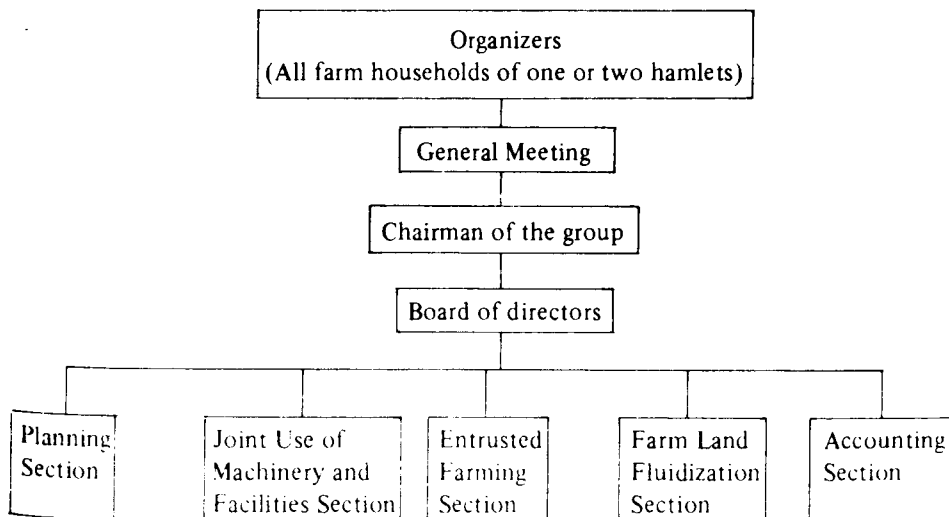 Organizers
(All farm households of one or two hamlets)
General Meeting
Chairman of the group
Board of directors
Planning
Section
Joint Use of
Machinery and
Facilities Section
Entrusted
Farming
Section
Farm Land
Fluidization
Section
Accounting
Section